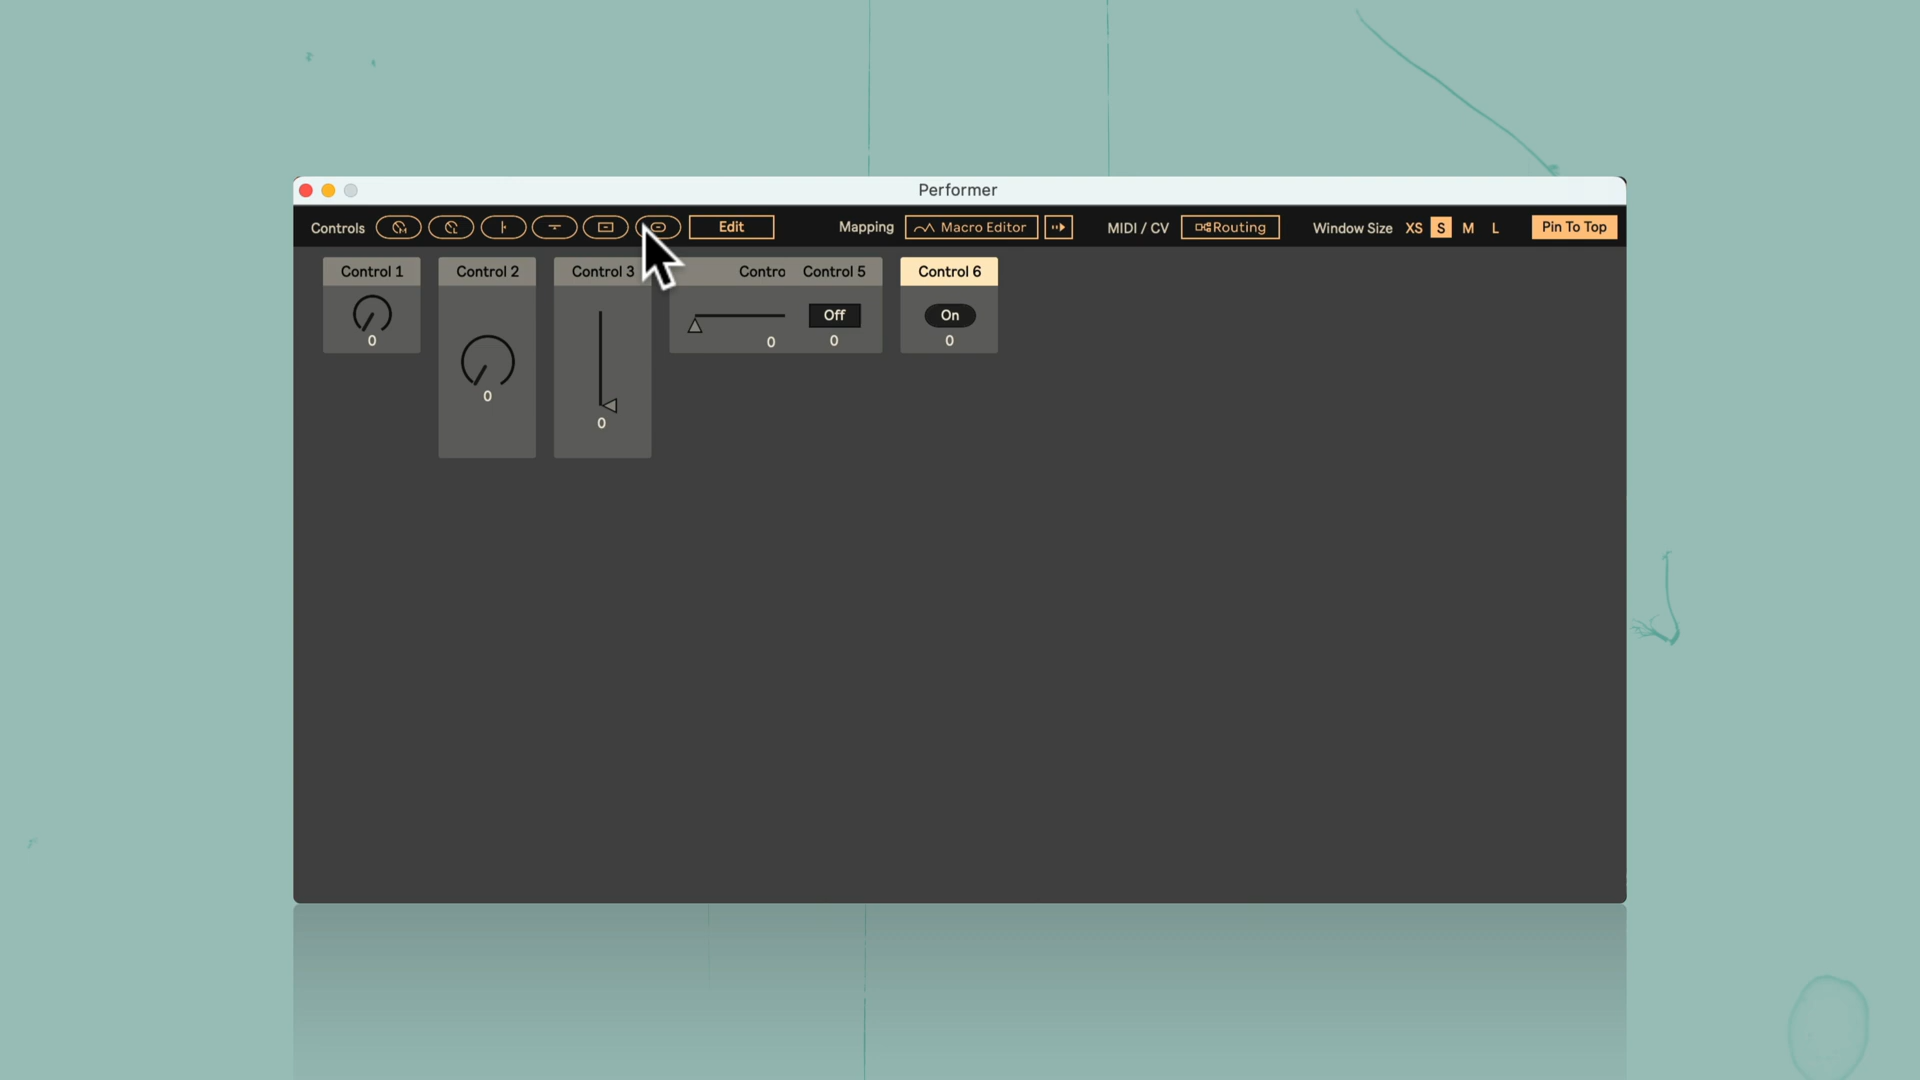 Performer
Controls Edit Mapping Macro Editor MIDI / CV Routing Window Size XS S M L Pin To Top
Control 1 Control 2 Control 3 Contro Control 5 Control 6
Off On
0 0 0 0
0
0